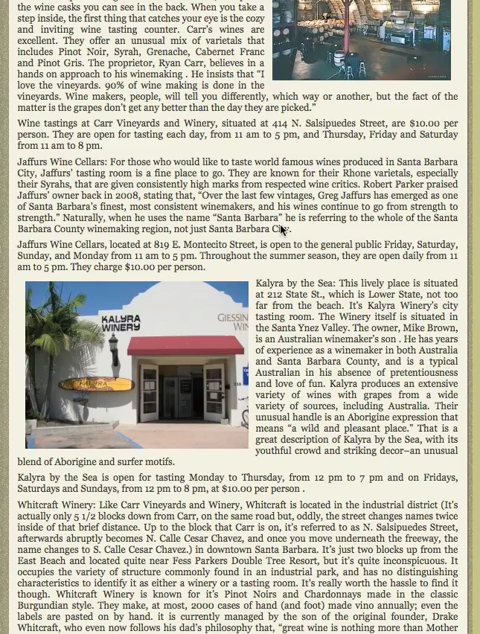 the wine casks you can see in the back. When you take a
step inside, the first thing that catches your eye is the cozy
and inviting wine tasting counter. Carr's wines are
excellent. They offer an unusual mix of varietals that
includes Pinot Noir, Syrah, Grenache, Cabernet Franc
and Pinot Gris. The proprietor, Ryan Carr, believes in a
hands on approach to his winemaking . He insists that "I
love the vineyards. 90% of wine making is done in the
vineyards. Wine makers, people, will tell you differently, which way or another, but the fact of the
matter is the grapes don't get any better than the day they are picked."
Wine tastings at Carr Vineyards and Winery, situated at 414 N. Salsipuedes Street, are $10.00 per
person. They are open for tasting each day, from 11 am to 5 pm, and Thursday, Friday and Saturday
from 11 am to 8 pm.
Jaffurs Wine Cellars: For those who would like to taste world famous wines produced in Santa Barbara
City, Jaffurs' tasting room is a fine place to go. They are known for their Rhone varietals, especially
their Syrahs, that are given consistently high marks from respected wine critics. Robert Parker praised
Jaffurs' owner back in 2008, stating that, "Over the last few vintages, Greg Jaffurs has emerged as one
of Santa Barbara's finest, most consistent winemakers, and his wines continue to go from strength to
strength." Naturally, when he uses the name "Santa Barbara" he is referring to the whole of the Santa
Barbara County winemaking region, not just Santa Barbara City.
Jaffurs Wine Cellars, located at 819 E. Montecito Street, is open to the general public Friday, Saturday,
Sunday, and Monday from 11 am to 5 pm. Throughout the summer season, they are open daily from 11
am to 5 pm. They charge $10.00 per person.
Kalyra by the Sea: This lively place is situated
at 212 State St., which is Lower State, not too
far from the beach. It's Kalyra Winery's city
tasting room. The Winery itself is situated in
the Santa Ynez Valley. The owner, Mike Brown,
is an Australian winemaker's son . He has years
of experience as a winemaker in both Australia
and Santa Barbara County, and is a typical
Australian in his absence of pretentiousness
and love of fun. Kalyra produces an extensive
variety of wines with grapes from a wide
variety of sources, including Australia. Their
unusual handle is an Aborigine expression that
means "a wild and pleasant place." That is a
great description of Kalyra by the Sea, with its
youthful crowd and striking decor–an unusual
blend of Aborigine and surfer motifs.
KALYRA
WINERY
Kalyra by the Sea is open for tasting Monday to Thursday, from 12 pm to 7 pm and on Fridays,
Saturdays and Sundays, from 12 pm to 8 pm, at $10.00 per person .
Whitcraft Winery: Like Carr Vineyards and Winery, Whitcraft is located in the industrial district (It's
actually only 5 1/2 blocks down from Carr, on the same road but, oddly, the street changes names twice
inside of that brief distance. Up to the block that Carr is on, it's referred to as N. Salsipuedes Street,
afterwards abruptly becomes N. Calle Cesar Chavez, and once you move underneath the freeway, the
name changes to S. Calle Cesar Chavez.) in downtown Santa Barbara. It's just two blocks up from the
East Beach and located quite near Fess Parkers Double Tree Resort, but it's quite inconspicuous. It
occupies the variety of structure commonly found in an industrial park, and has no distinguishing
characteristics to identify it as either a winery or a tasting room. It's really worth the hassle to find it
though. Whitcraft Winery is known for it's Pinot Noirs and Chardonnays made in the classic
Burgundian style. They make, at most, 2000 cases of hand (and foot) made vino annually; even the
labels are pasted on by hand. it is currently managed by the son of the original founder, Drake
Whitcraft, who even now follows his dad's philosophy that, "great wine is nothing more than Mother